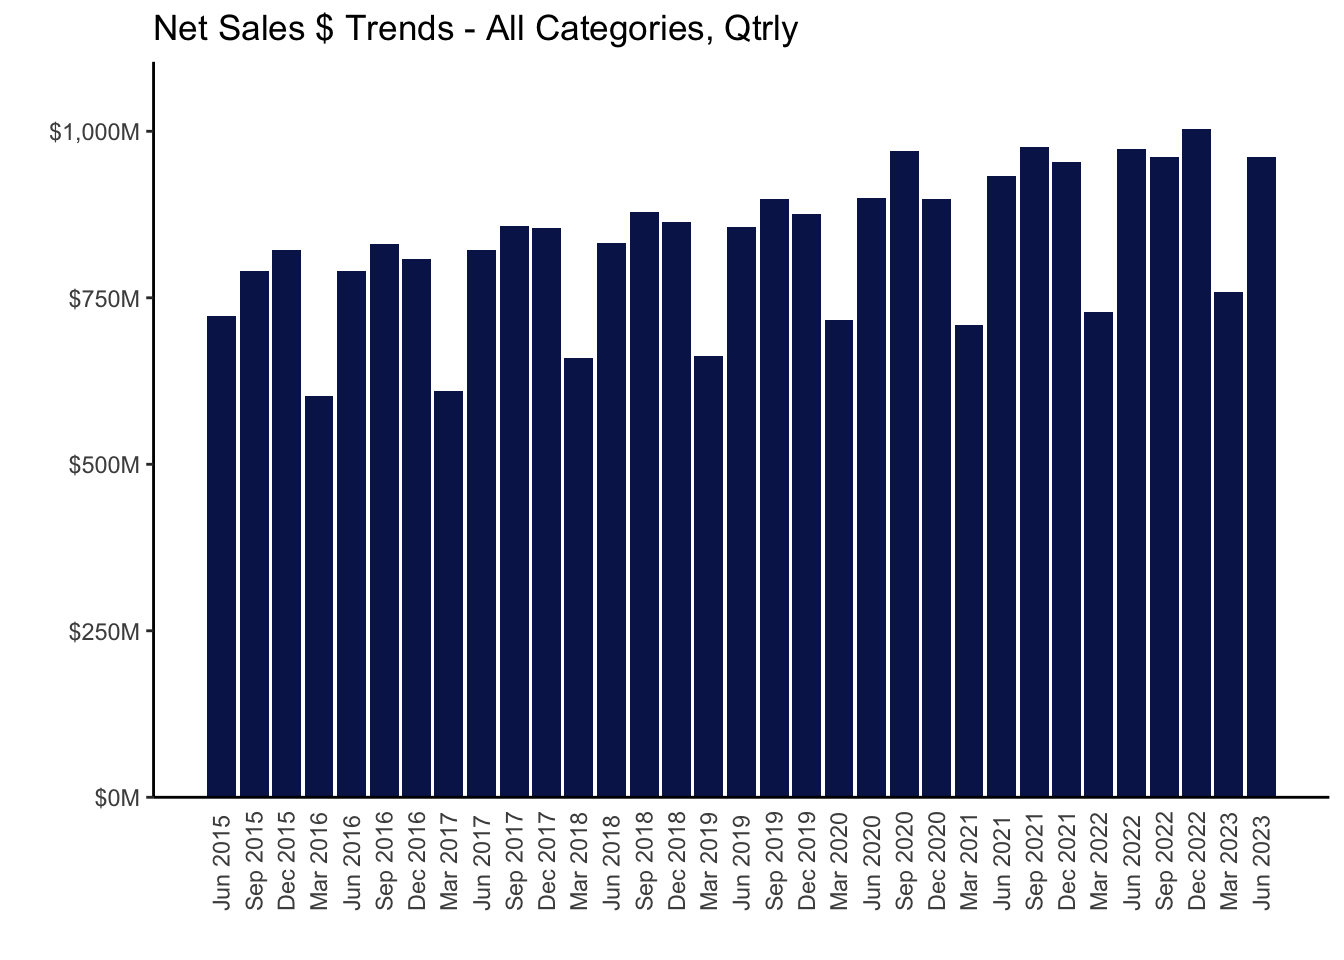 Net Sales $ Trends - All Categories, Qtrly
$1,000M
$750M
$500M
$250M
$0M
Jun 2015
Sep 2015
Dec 2015
Mar 2016
Jun 2016
Sep 2016
Dec 2016
Mar 2017
Jun 2017
Sep 2017
Dec 2017
Mar 2018
Jun 2018
Sep 2018
Dec 2018
Mar 2019
Jun 2019
Sep 2019
Dec 2019
Mar 2020
Jun 2020
Sep 2020
Dec 2020
Mar 2021
Jun 2021
Sep 2021
Dec 2021
Mar 2022
Jun 2022
Sep 2022
Dec 2022
Mar 2023
Jun 2023